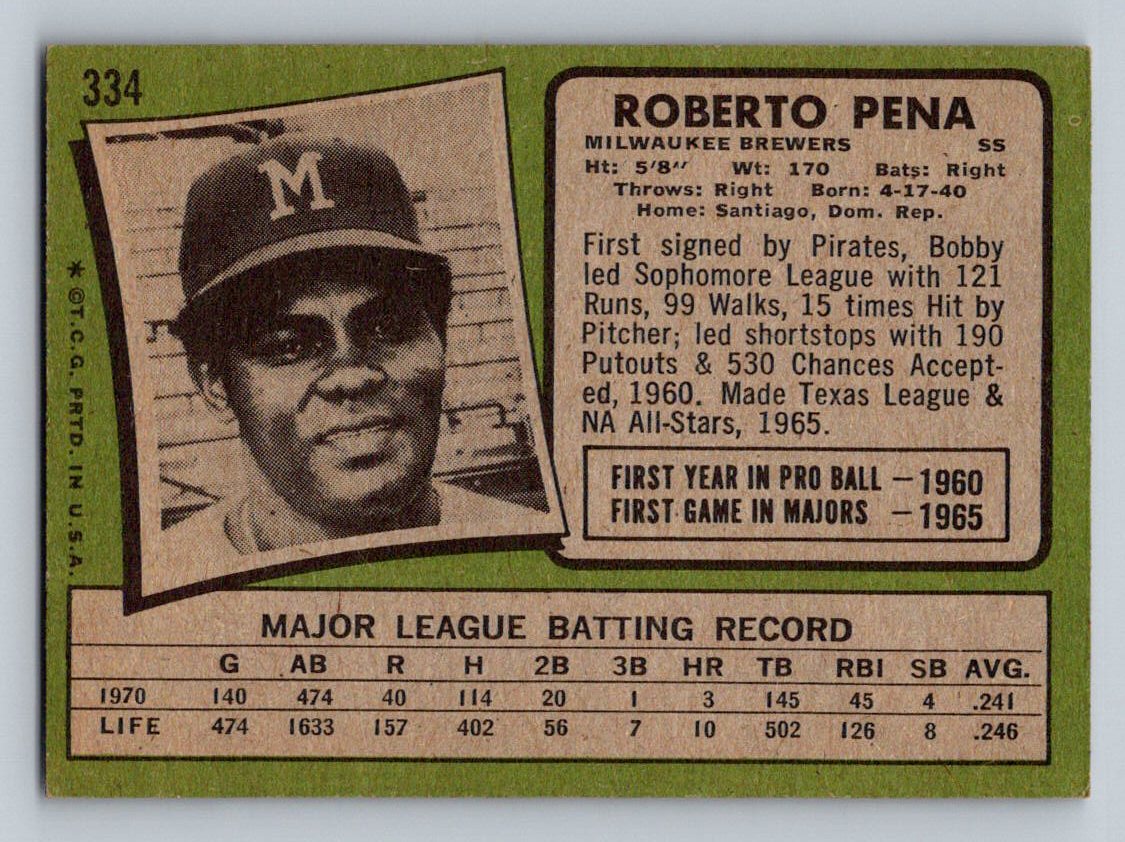 334
M
* ©T.C.G. PRTD. IN U.S.A.
ROBERTO PENA
MILWAUKEE BREWERS SS
Ht: 5'8" Wt: 170 Bats: Right
Throws: Right Born: 4-17-40
Home: Santiago, Dom. Rep.
First signed by Pirates, Bobby
led Sophomore League with 121
Runs, 99 Walks, 15 times Hit by
Pitcher; led shortstops with 190
Putouts & 530 Chances Accept-
ed, 1960. Made Texas League &
NA All-Stars, 1965.
FIRST YEAR IN PRO BALL – 1960
FIRST GAME IN MAJORS – 1965
MAJOR LEAGUE BATTING RECORD
G AB R H 2B 3B HR TB RBI SB AVG.
1970 140 474 40 114 20 1 3 145 45 4 .241
LIFE 474 1633 157 402 56 7 10 502 126 8 .246